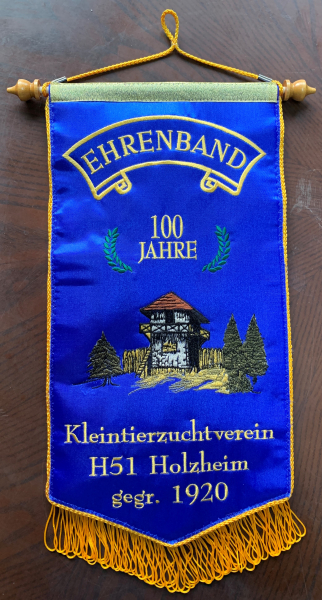 EHRENBAND
100
JAHRE
Kleintierzuchtverein
H51 Holzheim
gegr. 1920